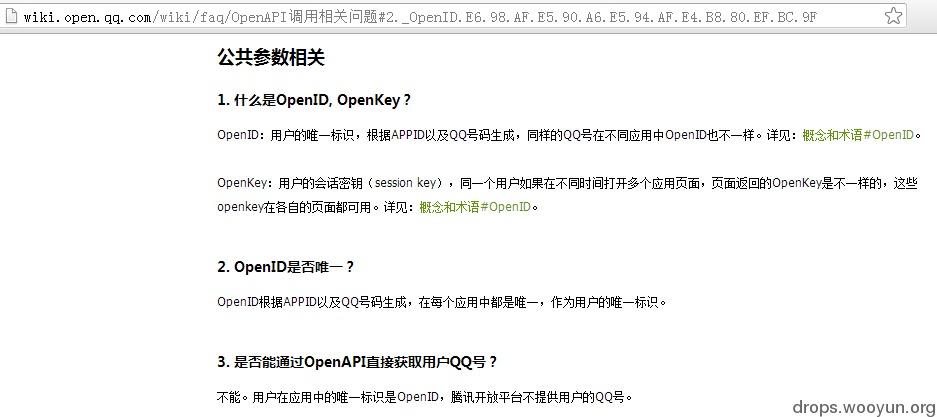 wiki.open.qq.com/wiki/faq/OpenAPI调用相关问题#2._OpenID.E6.98.AF.E5.90.A6.E5.94.AF.E4.B8.80.EF.BC.9F
公共参数相关
1. 什么是OpenID, OpenKey？
OpenID：用户的唯一标识，根据APPID以及QQ号码生成，同样的QQ号在不同应用中OpenID也不一样。详见：概念和术语#OpenID。
OpenKey：用户的会话密钥（session key），同一个用户如果在不同时间打开多个应用页面，页面返回的OpenKey是不一样的，这些
openkey在各自的页面都可用。详见：概念和术语#OpenID。
2. OpenID是否唯一？
OpenID根据APPID以及QQ号码生成，在每个应用中都是唯一，作为用户的唯一标识。
3. 是否能通过OpenAPI直接获取用户QQ号？
不能。用户在应用中的唯一标识是OpenID，腾讯开放平台不提供用户的QQ号。
drops.wooyun.org